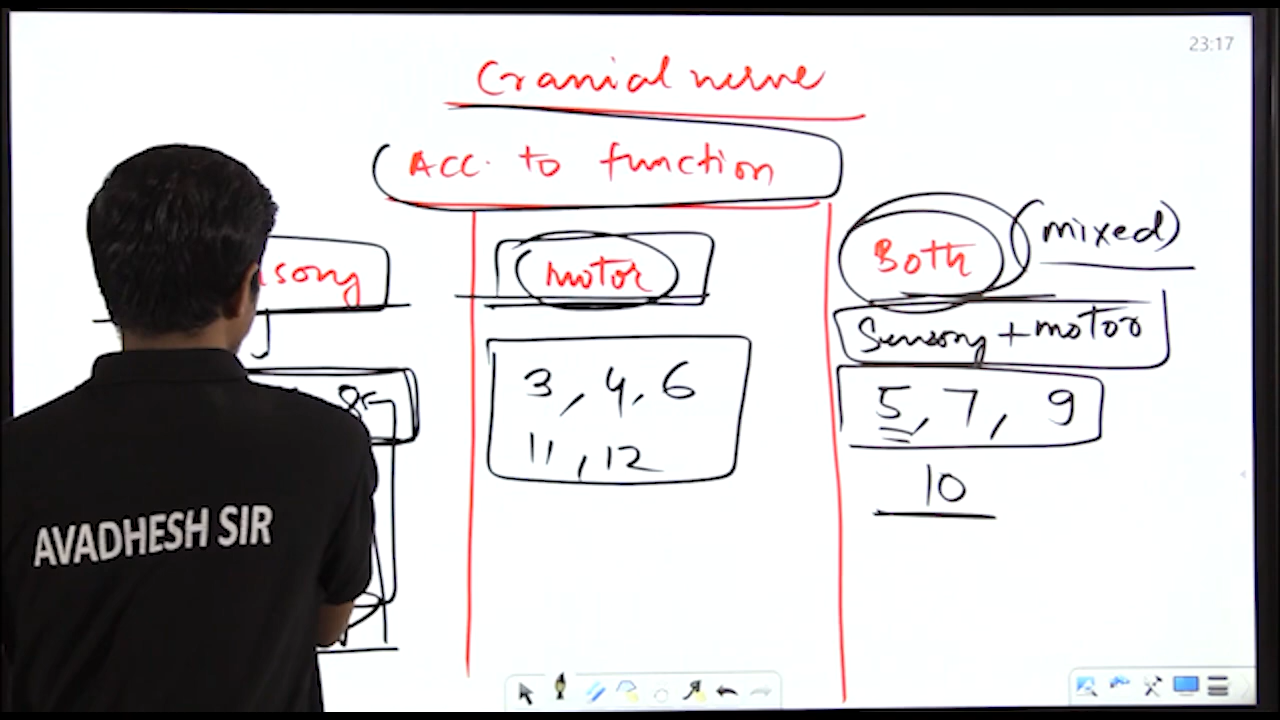 23:17
Cranial nerve
Acc. to function
motor
Both (mixed)
Sensory + motor
3, 4, 6
11, 12
5, 7, 9
10
8
AVADHESH SIR